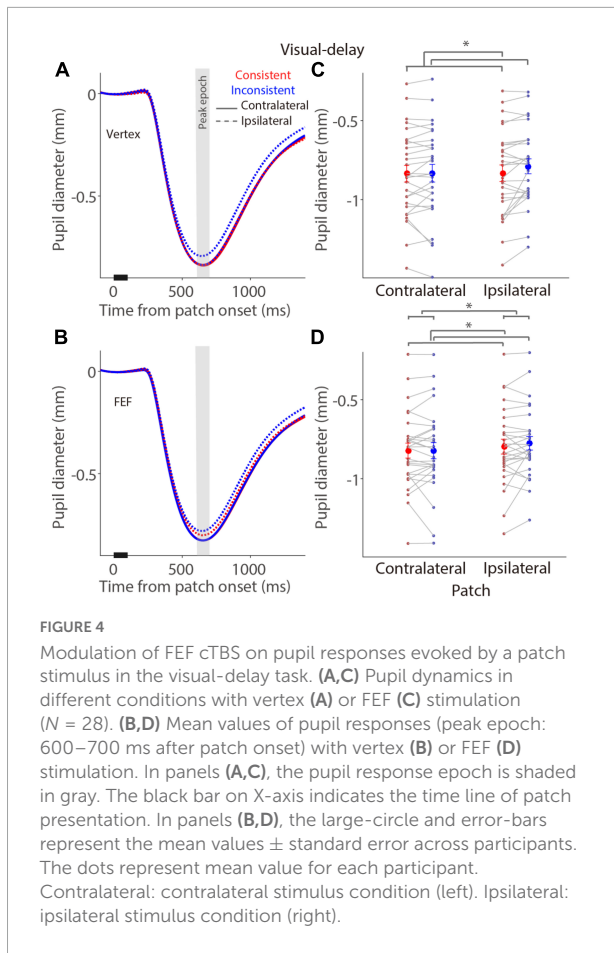 Visual-delay
A
Consistent
Inconsistent
Contralateral
Ipsilateral
Vertex
Peak epoch
Pupil diameter (mm)
0
-0.5
0
500
1000
Time from patch onset (ms)
C
*
Pupil diameter (mm)
-0.5
-1
Contralateral
Ipsilateral
B
FEF
Pupil diameter (mm)
0
-0.5
0
500
1000
Time from patch onset (ms)
D
*
*
Pupil diameter (mm)
-0.5
-1
Contralateral
Ipsilateral
Patch
FIGURE 4
Modulation of FEF cTBS on pupil responses evoked by a patch
stimulus in the visual-delay task. (A,C) Pupil dynamics in
different conditions with vertex (A) or FEF (C) stimulation
(N = 28). (B,D) Mean values of pupil responses (peak epoch:
600–700 ms after patch onset) with vertex (B) or FEF (D)
stimulation. In panels (A,C), the pupil response epoch is shaded
in gray. The black bar on X-axis indicates the time line of patch
presentation. In panels (B,D), the large-circle and error-bars
represent the mean values ± standard error across participants.
The dots represent mean value for each participant.
Contralateral: contralateral stimulus condition (left). Ipsilateral:
ipsilateral stimulus condition (right).